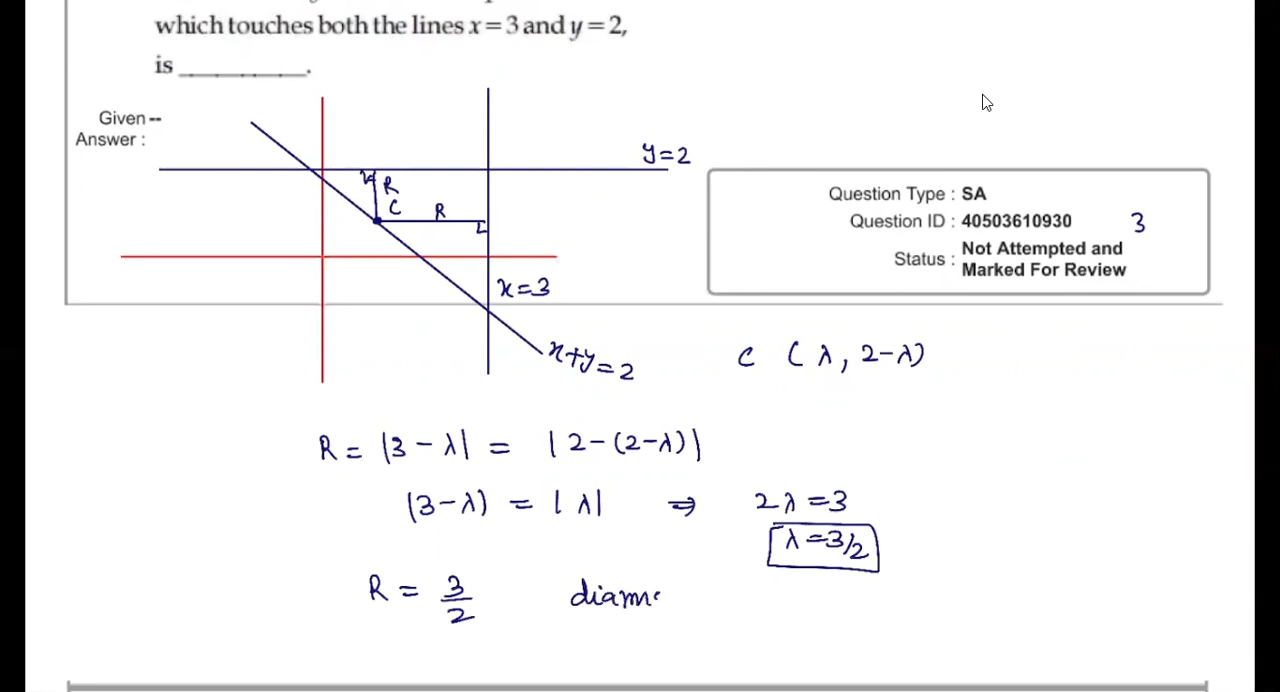 which touches both the lines x=3 and y=2,
is ____________.
Given --
Answer :
y=2
R
C
R
x=3
x+y=2
Question Type : SA
Question ID : 40503610930
Status : Not Attempted and
Marked For Review
3
C (λ, 2-λ)
R = |3-λ| = |2-(2-λ)|
|3-λ| = |λ| ⇒ 2λ=3
λ=3/2
R = 3/2 diame